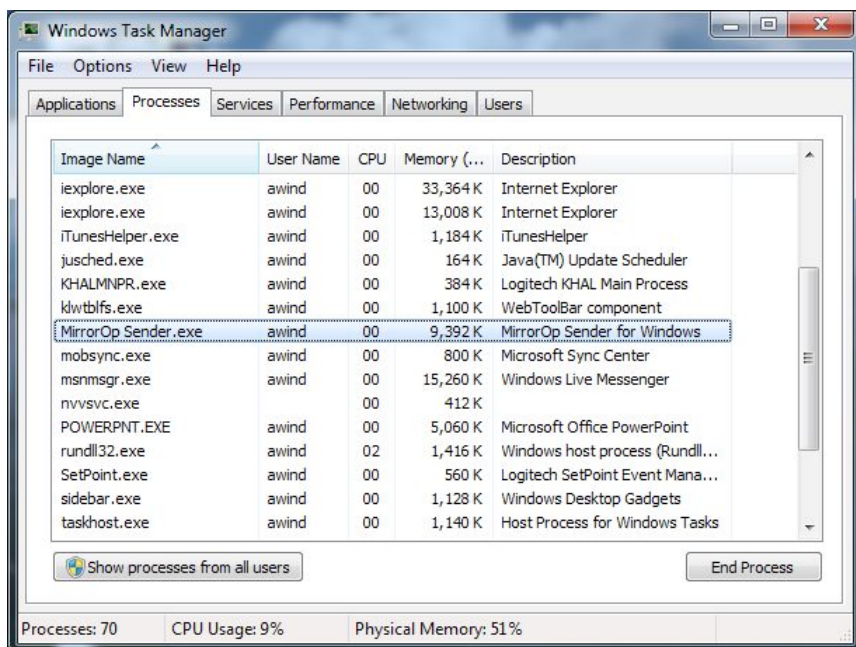 Windows Task Manager
File Options View Help
Applications Processes Services Performance Networking Users
Image Name User Name CPU Memory (... Description
iexplore.exe awind 00 33,364 K Internet Explorer
iexplore.exe awind 00 13,008 K Internet Explorer
iTunesHelper.exe awind 00 1,184 K iTunesHelper
jusched.exe awind 00 164 K Java(TM) Update Scheduler
KHALMNPR.exe awind 00 384 K Logitech KHAL Main Process
klwtblfs.exe awind 00 1,100 K WebToolBar component
MirrorOp Sender.exe awind 00 9,392 K MirrorOp Sender for Windows
mobsync.exe awind 00 800 K Microsoft Sync Center
msnmsgr.exe awind 00 15,260 K Windows Live Messenger
nvvsvc.exe 00 412 K
POWERPNT.EXE awind 00 5,060 K Microsoft Office PowerPoint
rundll32.exe awind 02 1,416 K Windows host process (Rundll...
SetPoint.exe awind 00 560 K Logitech SetPoint Event Mana...
sidebar.exe awind 00 1,128 K Windows Desktop Gadgets
taskhost.exe awind 00 1,140 K Host Process for Windows Tasks
Show processes from all users End Process
Processes: 70 CPU Usage: 9% Physical Memory: 51%